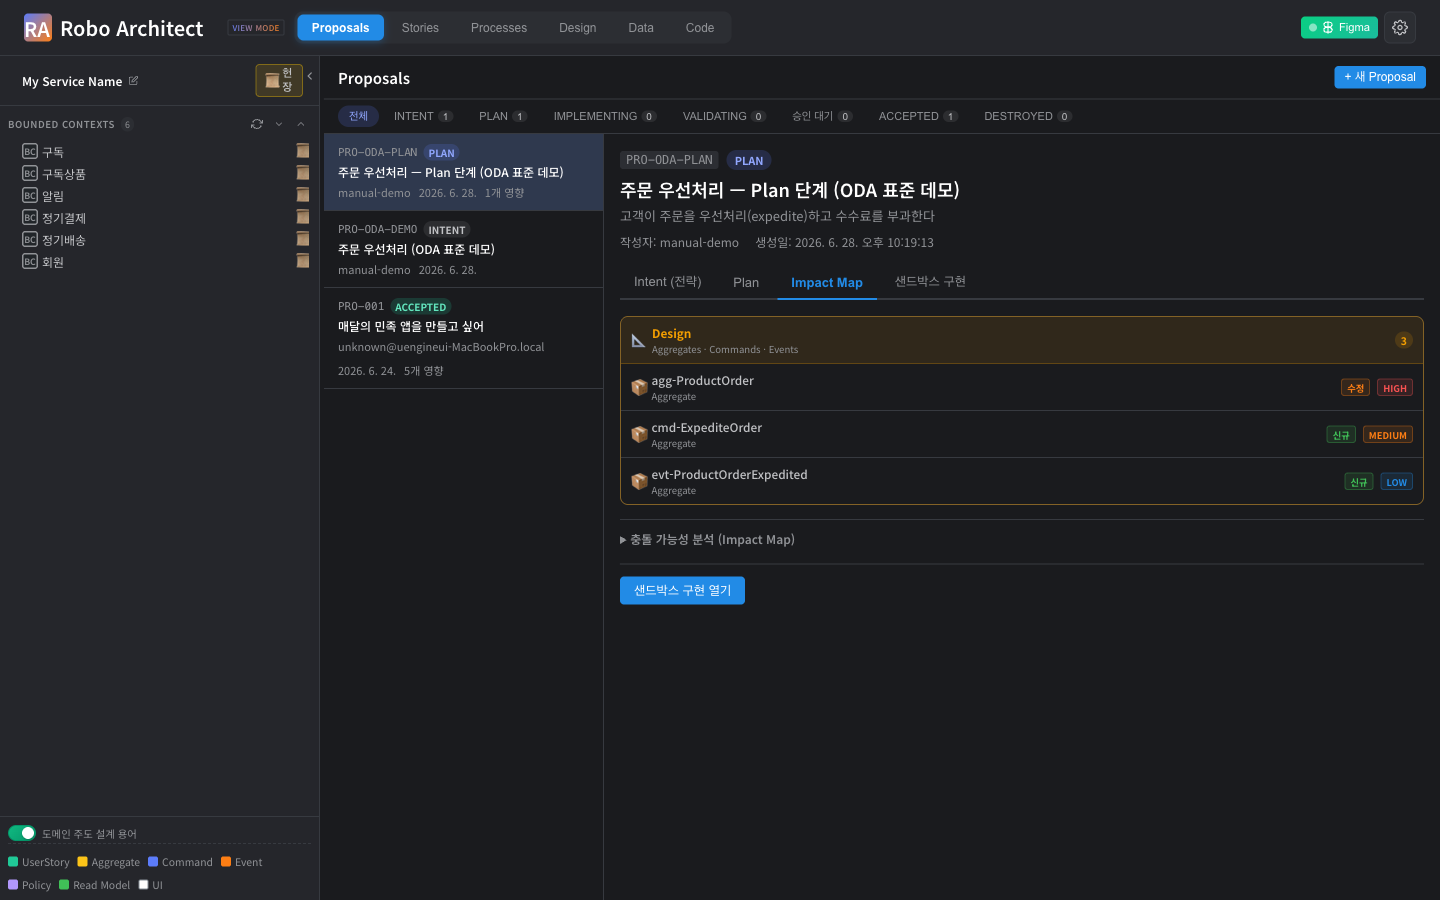 RA Robo Architect VIEW MODE Proposals Stories Processes Design Data Code Figma
My Service Name 헌장
BOUNDED CONTEXTS 6
BC 구독
BC 구독상품
BC 알림
BC 정기결제
BC 정기배송
BC 회원
도메인 주도 설계 용어
UserStory Aggregate Command Event
Policy Read Model UI
Proposals + 새 Proposal
전체 INTENT 1 PLAN 1 IMPLEMENTING 0 VALIDATING 0 승인 대기 0 ACCEPTED 1 DESTROYED 0
PRO-ODA-PLAN PLAN
주문 우선처리 — Plan 단계 (ODA 표준 데모)
manual-demo 2026. 6. 28. 1개 영향
PRO-ODA-DEMO INTENT
주문 우선처리 (ODA 표준 데모)
manual-demo 2026. 6. 28.
PRO-001 ACCEPTED
매달의 민족 앱을 만들고 싶어
unknown@uengineui-MacBookPro.local
2026. 6. 24. 5개 영향
PRO-ODA-PLAN PLAN
주문 우선처리 — Plan 단계 (ODA 표준 데모)
고객이 주문을 우선처리(expedite)하고 수수료를 부과한다
작성자: manual-demo 생성일: 2026. 6. 28. 오후 10:19:13
Intent (전략) Plan Impact Map 샌드박스 구현
Design
Aggregates · Commands · Events
3
agg-ProductOrder
Aggregate
수정 HIGH
cmd-ExpediteOrder
Aggregate
신규 MEDIUM
evt-ProductOrderExpedited
Aggregate
신규 LOW
▶ 충돌 가능성 분석 (Impact Map)
샌드박스 구현 열기